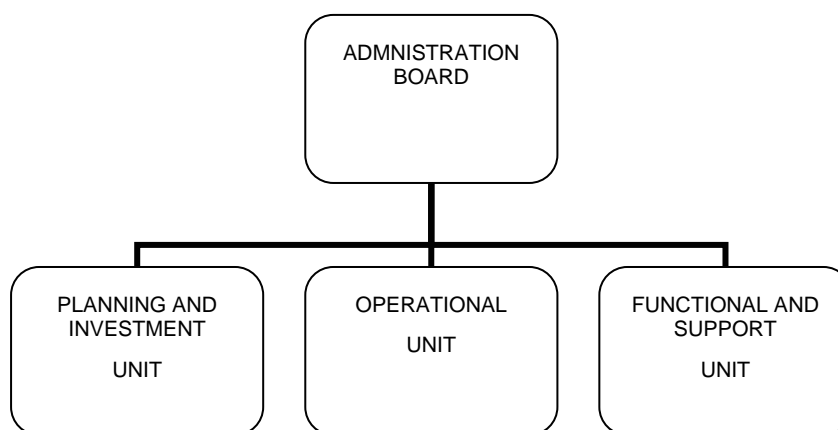 ADMNISTRATION
BOARD
PLANNING AND
INVESTMENT
UNIT
OPERATIONAL
UNIT
FUNCTIONAL AND
SUPPORT
UNIT